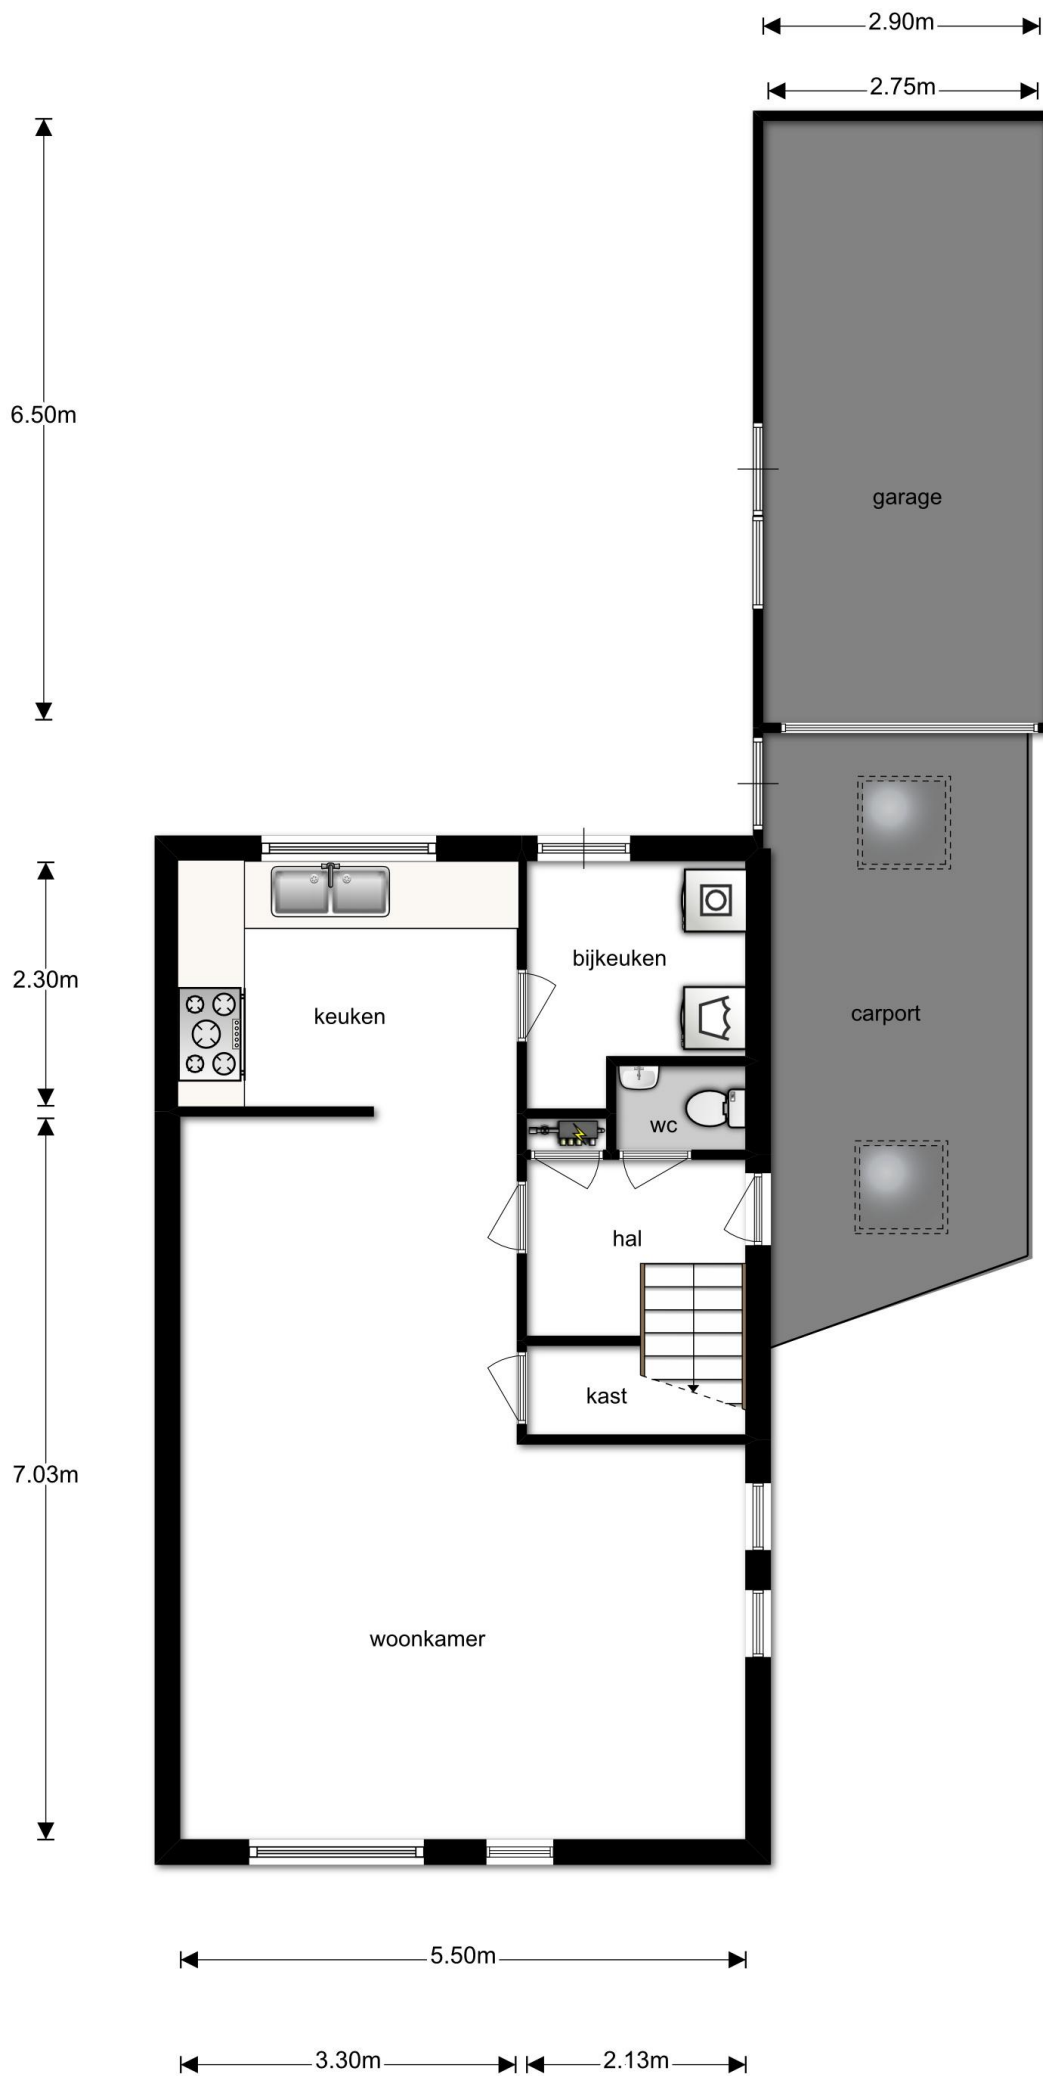 2.90m
2.75m
6.50m
garage
2.30m
bijkeuken
keuken
carport
wc
hal
kast
7.03m
woonkamer
5.50m
3.30m
2.13m